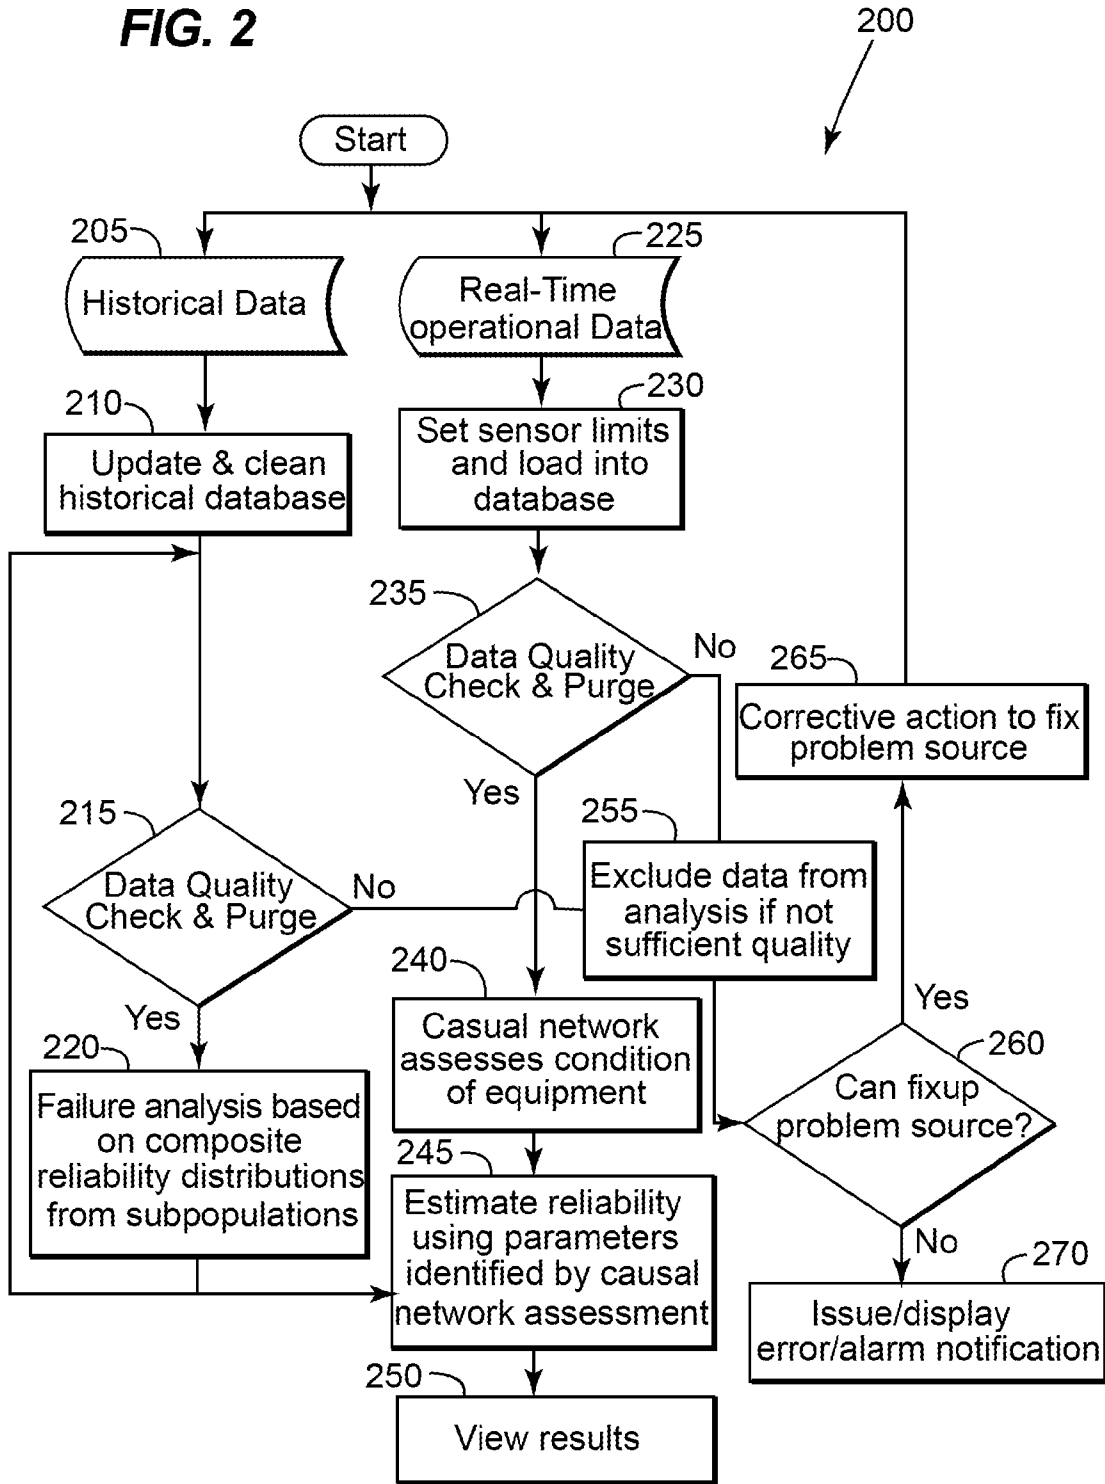 FIG. 2
200
Start
205
Historical Data
225
Real-Time
operational Data
210
Update & clean
historical database
230
Set sensor limits
and load into
database
235
Data Quality
Check & Purge
No
Yes
265
Corrective action to fix
problem source
215
Data Quality
Check & Purge
No
Yes
255
Exclude data from
analysis if not
sufficient quality
240
Casual network
assesses condition
of equipment
Yes
260
Can fixup
problem source?
No
220
Failure analysis based
on composite
reliability distributions
from subpopulations
245
Estimate reliability
using parameters
identified by causal
network assessment
270
Issue/display
error/alarm notification
250
View results